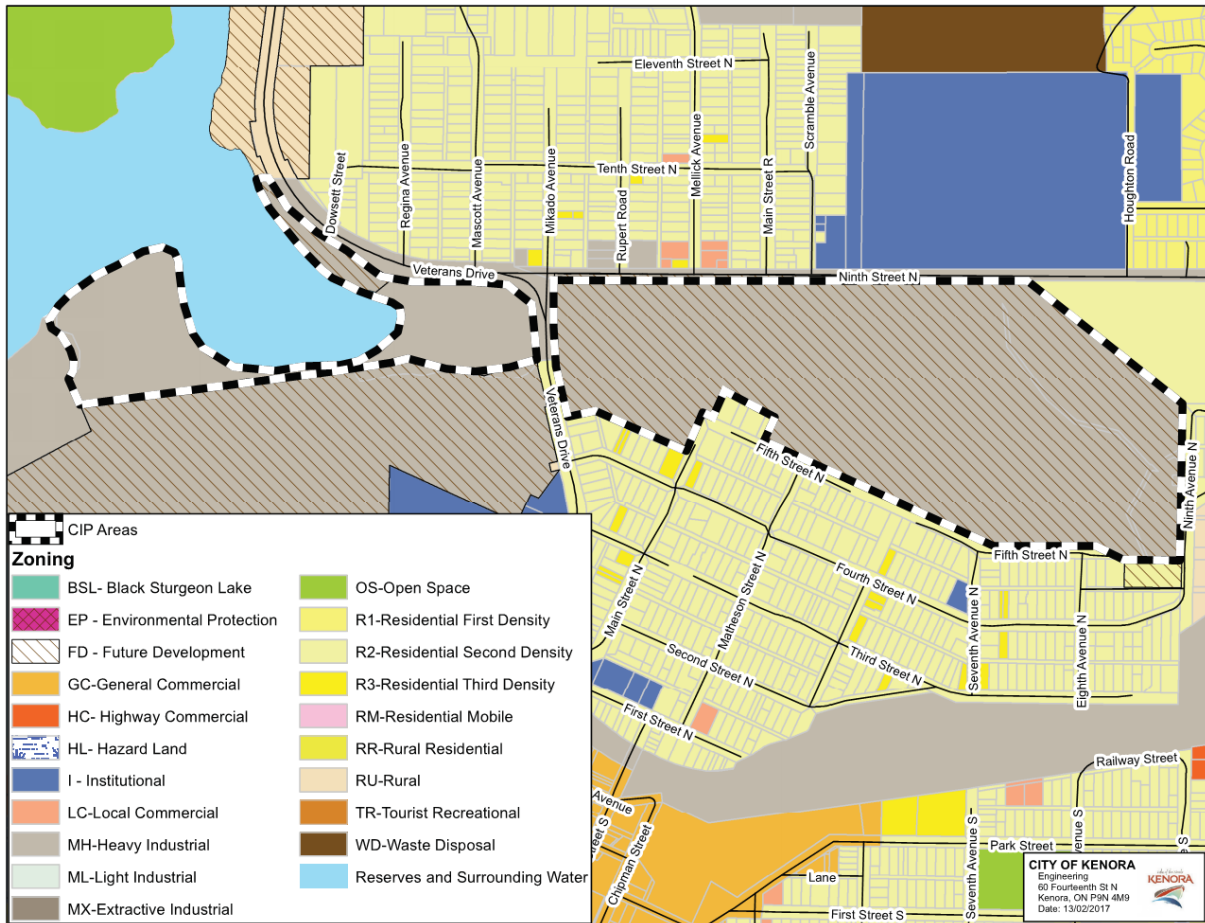 Eleventh Street N
Scramble Avenue
Mellick Avenue
Main Street R
Houghton Road
Tenth Street N
Dowsett Street
Regina Avenue
Mascott Avenue
Mikado Avenue
Rupert Road
Veterans Drive
Ninth Street N
Veterans Drive
Fifth Street N
Ninth Avenue N
Fifth Street N
Main Street N
Matheson Street N
Fourth Street N
Seventh Avenue N
Eighth Avenue N
Second Street N
Third Street N
First Street N
Railway Street
Avenue
Street S
Chipman Street
Seventh Avenue S
Avenue S
Park Street
Lane
First Street S
CIP Areas
Zoning
BSL- Black Sturgeon Lake
EP - Environmental Protection
FD - Future Development
GC-General Commercial
HC- Highway Commercial
HL- Hazard Land
I - Institutional
LC-Local Commercial
MH-Heavy Industrial
ML-Light Industrial
MX-Extractive Industrial
OS-Open Space
R1-Residential First Density
R2-Residential Second Density
R3-Residential Third Density
RM-Residential Mobile
RR-Rural Residential
RU-Rural
TR-Tourist Recreational
WD-Waste Disposal
Reserves and Surrounding Water
CITY OF KENORA
Engineering
60 Fourteenth St N
Kenora, ON P9N 4M9
Date: 13/02/2017
KENORA